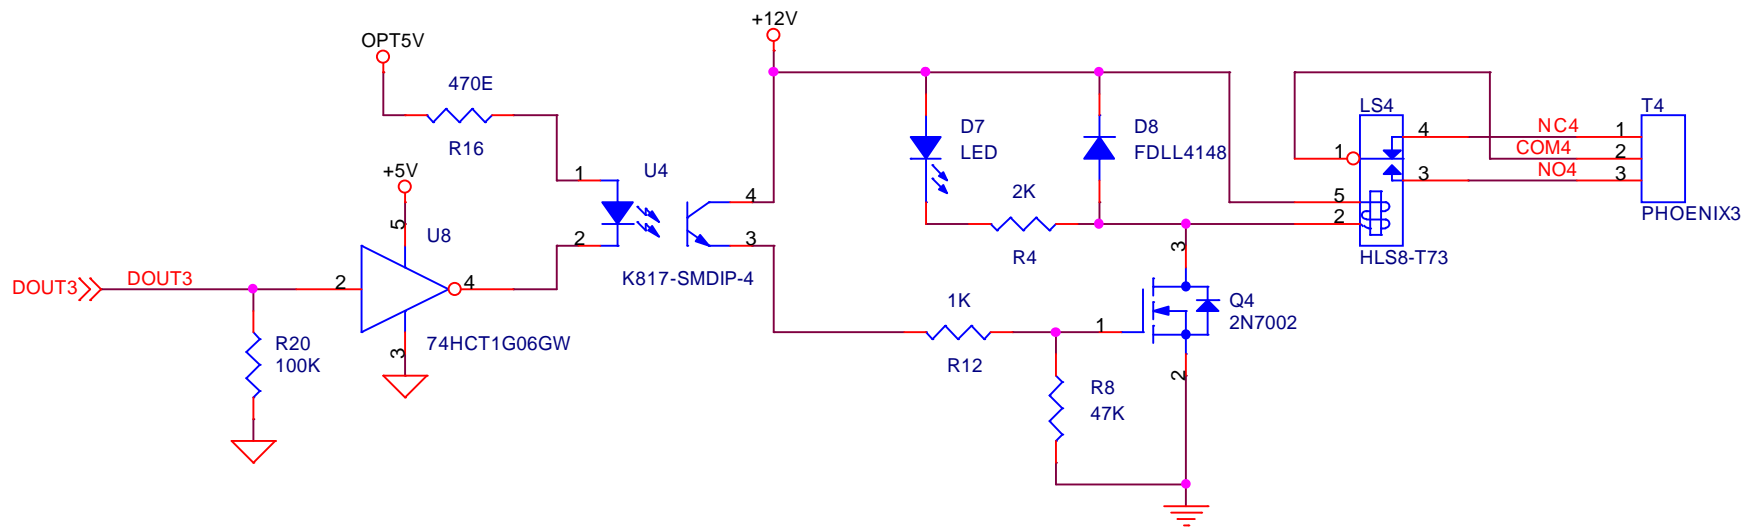 +12V
OPT5V
470E
R16
+5V
5
U8
1
U4
2
4
3
K817-SMDIP-4
DOUT3
DOUT3
2
4
3
74HCT1G06GW
R20
100K
D7
LED
D8
FDLL4148
2K
R4
1K
R12
1
3
Q4
2N7002
2
R8
47K
LS4
1
4
3
5
2
HLS8-T73
NC4
COM4
NO4
T4
1
2
3
PHOENIX3